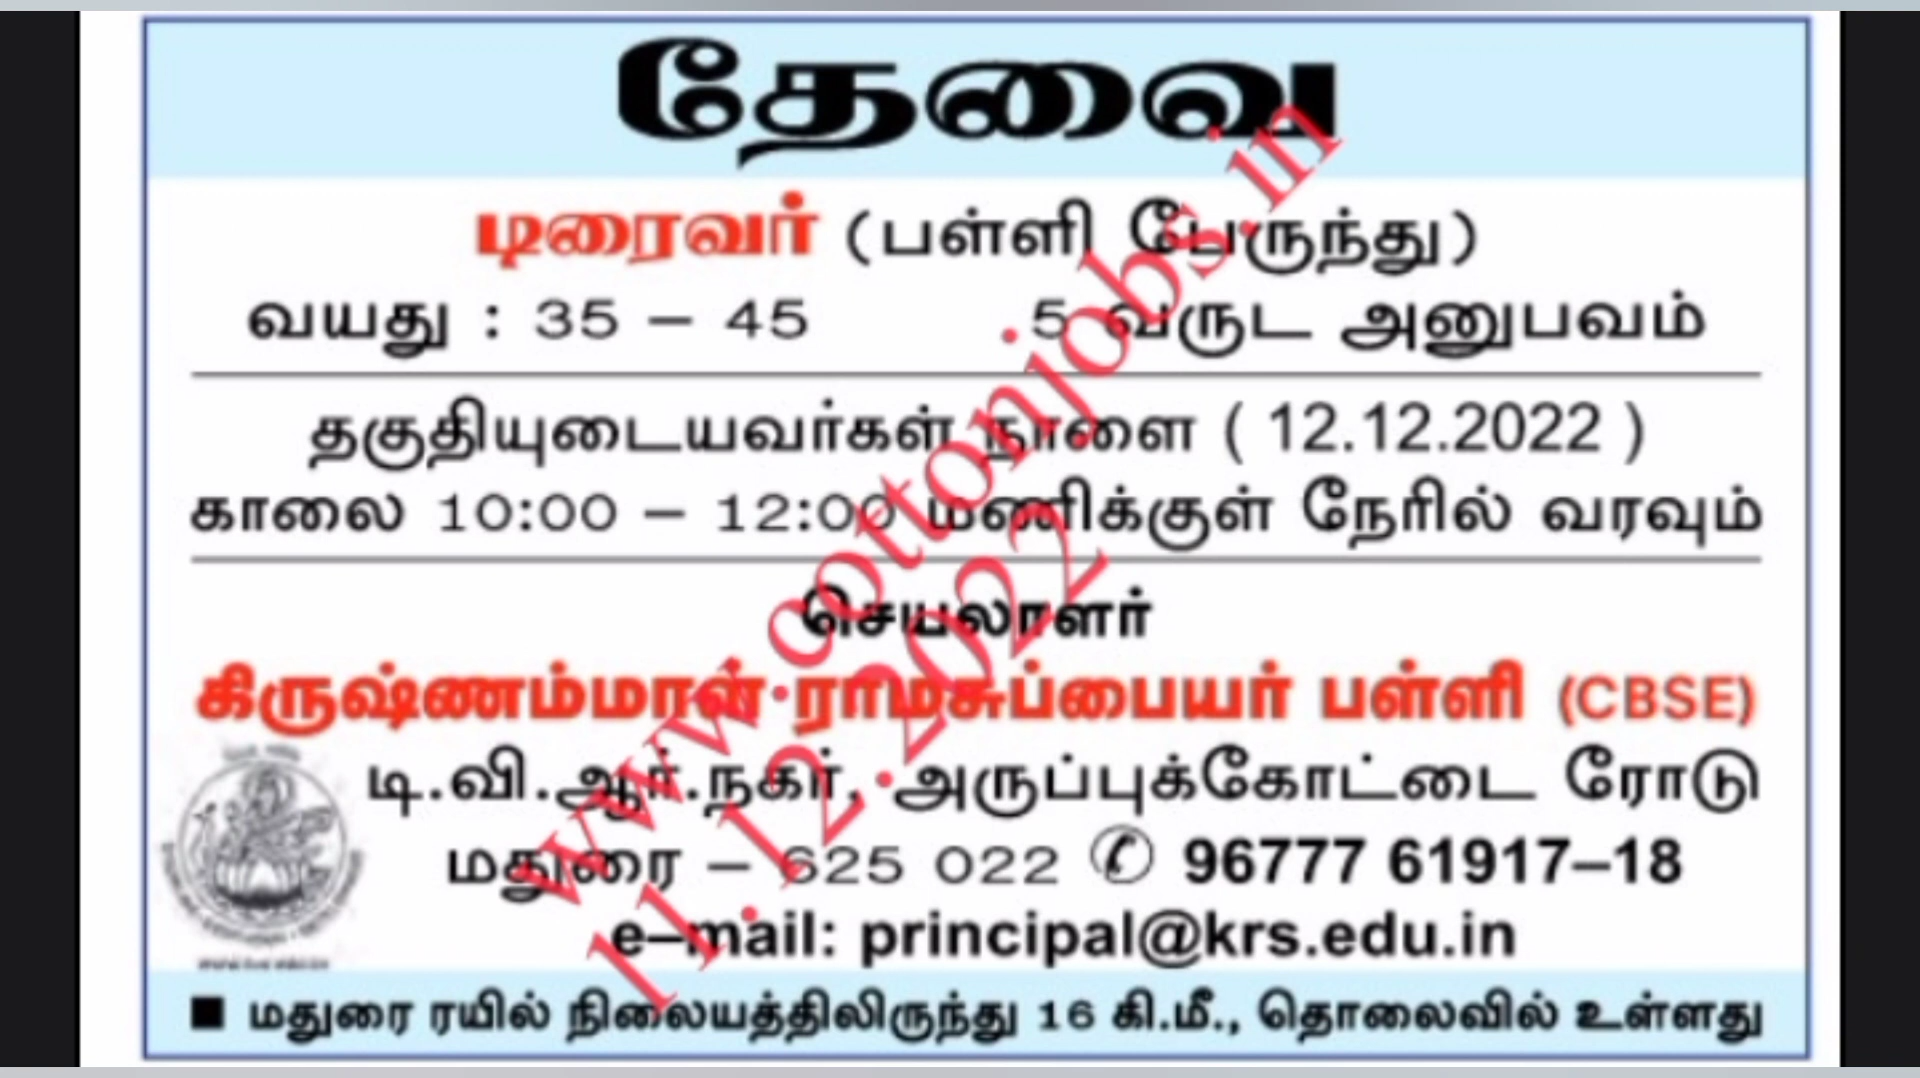 தேவை
டிரைவர் (பள்ளி பேருந்து)
வயது : 35 – 45 5 வருட அனுபவம்
தகுதியுடையவர்கள் நாளை ( 12.12.2022 )
காலை 10:00 – 12:00 மணிக்குள் நேரில் வரவும்
செயலாளர்
கிருஷ்ணம்மாள் ராமசுப்பையர் பள்ளி (CBSE)
டி.வி.ஆர்.நகர், அருப்புக்கோட்டை ரோடு
மதுரை – 625 022 ✆ 96777 61917–18
e–mail: principal@krs.edu.in
■ மதுரை ரயில் நிலையத்திலிருந்து 16 கி.மீ., தொலைவில் உள்ளது
www.cottonjobs.in
11.12.2022